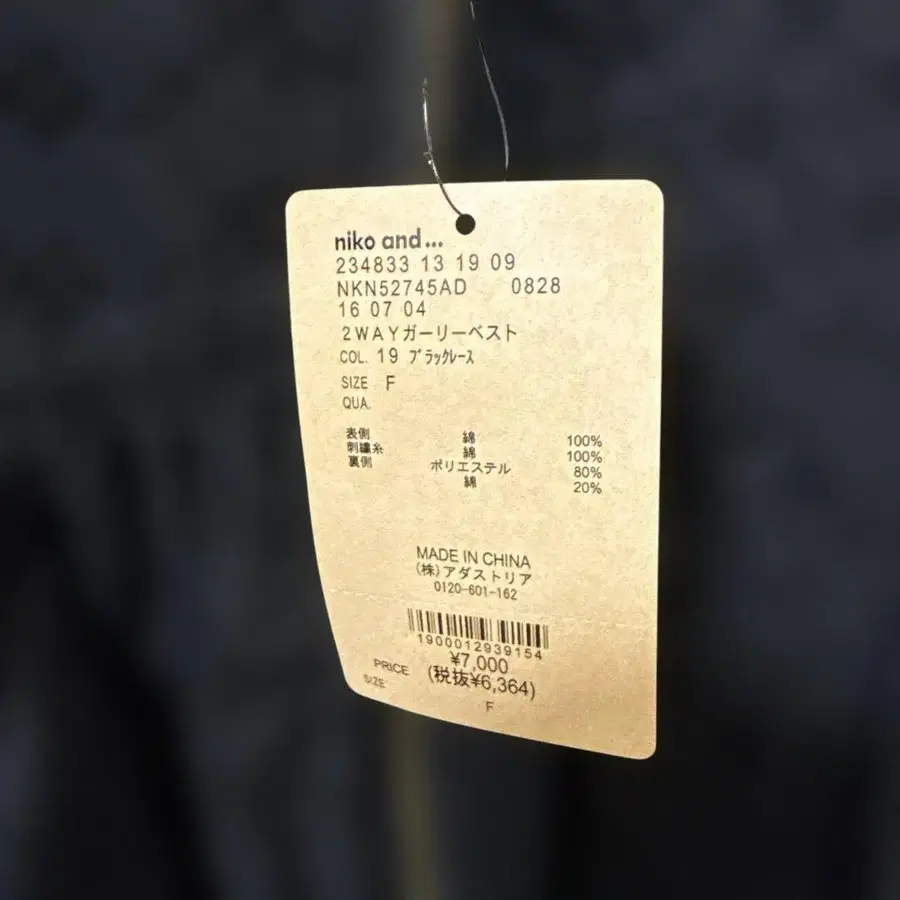 niko and...
234833 13 19 09
NKN52745AD 0828
16 07 04
2WAYガーリーベスト
COL. 19 ブラックレース
SIZE F
QUA.
表側 綿 100%
刺繍糸 綿 100%
裏側 ポリエステル 80%
綿 20%
MADE IN CHINA
(株)アダストリア
0120-601-162
1900012939154
PRICE ¥7,000
(税抜¥6,364)
SIZE F